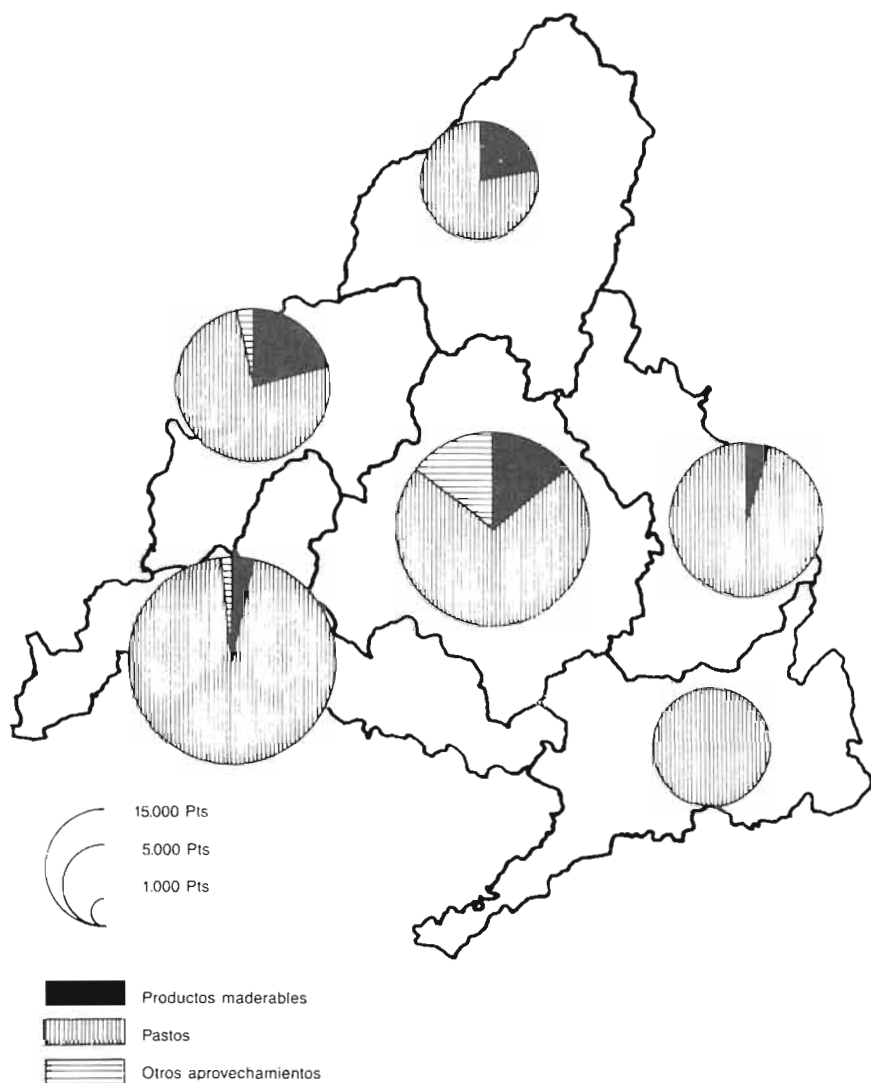 15.000 Pts
5.000 Pts
1.000 Pts
Productos maderables
Pastos
Otros aprovechamientos